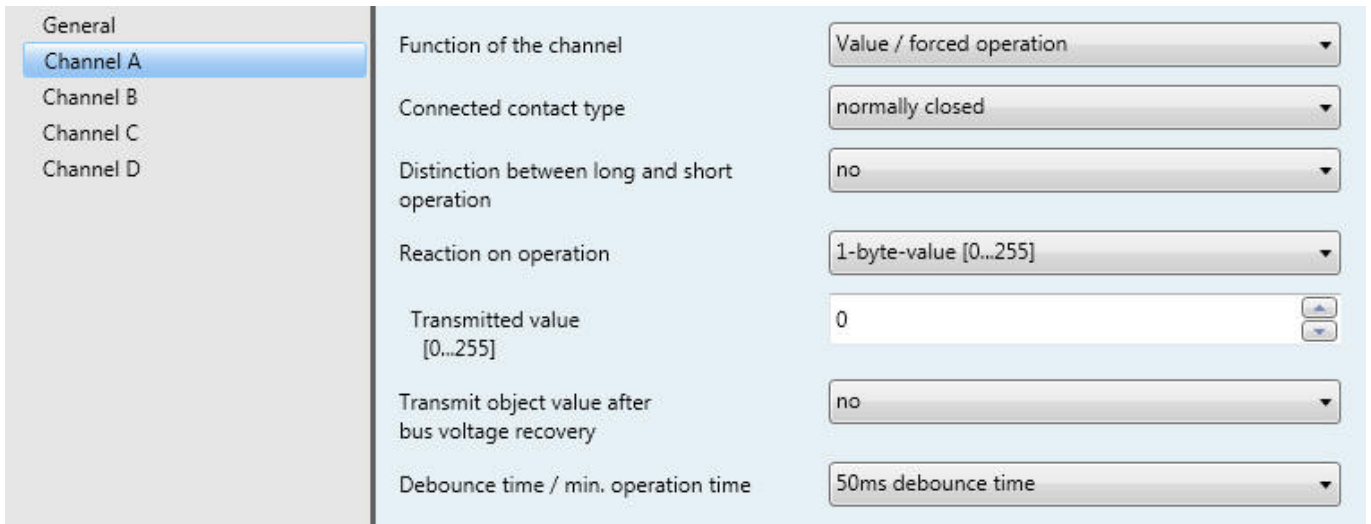 General
Channel A
Channel B
Channel C
Channel D
Function of the channel
Value / forced operation
Connected contact type
normally closed
Distinction between long and short
operation
no
Reaction on operation
1-byte-value [0...255]
Transmitted value
[0...255]
0
Transmit object value after
bus voltage recovery
no
Debounce time / min. operation time
50ms debounce time